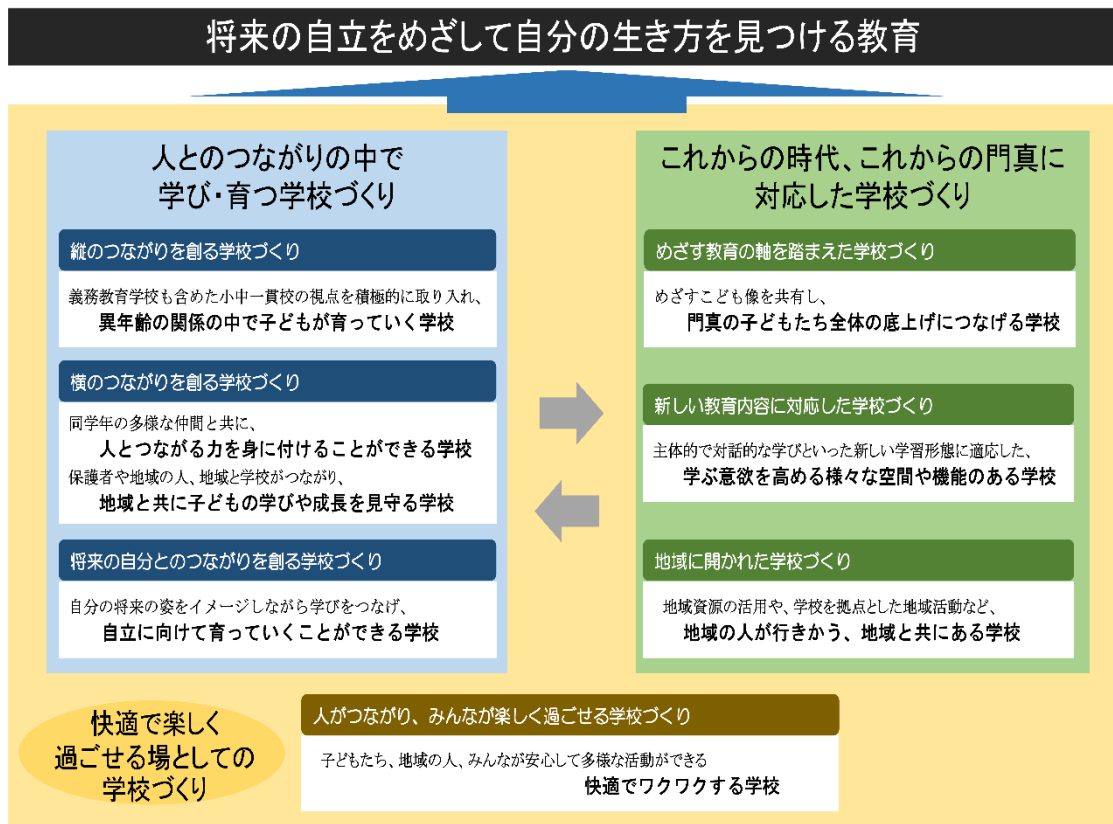 将来の自立をめざして自分の生き方を見つける教育
人とのつながりの中で
学び・育つ学校づくり
縦のつながりを創る学校づくり
義務教育学校も含めた小中一貫校の視点を積極的に取り入れ、
異年齢の関係の中で子どもが育っていく学校
横のつながりを創る学校づくり
同学年の多様な仲間と共に、
人とつながる力を身に付けることができる学校
保護者や地域の人、地域と学校がつながり、
地域と共に子どもの学びや成長を見守る学校
将来の自分とのつながりを創る学校づくり
自分の将来の姿をイメージしながら学びをつなげ、
自立に向けて育っていくことができる学校
これからの時代、これからの門真に
対応した学校づくり
めざす教育の軸を踏まえた学校づくり
めざすこども像を共有し、
門真の子どもたち全体の底上げにつなげる学校
新しい教育内容に対応した学校づくり
主体的で対話的な学びといった新しい学習形態に適応した、
学ぶ意欲を高める様々な空間や機能のある学校
地域に開かれた学校づくり
地域資源の活用や、学校を拠点とした地域活動など、
地域の人が行きかう、地域と共にある学校
快適で楽しく
過ごせる場としての
学校づくり
人がつながり、みんなが楽しく過ごせる学校づくり
子どもたち、地域の人、みんなが安心して多様な活動ができる
快適でワクワクする学校